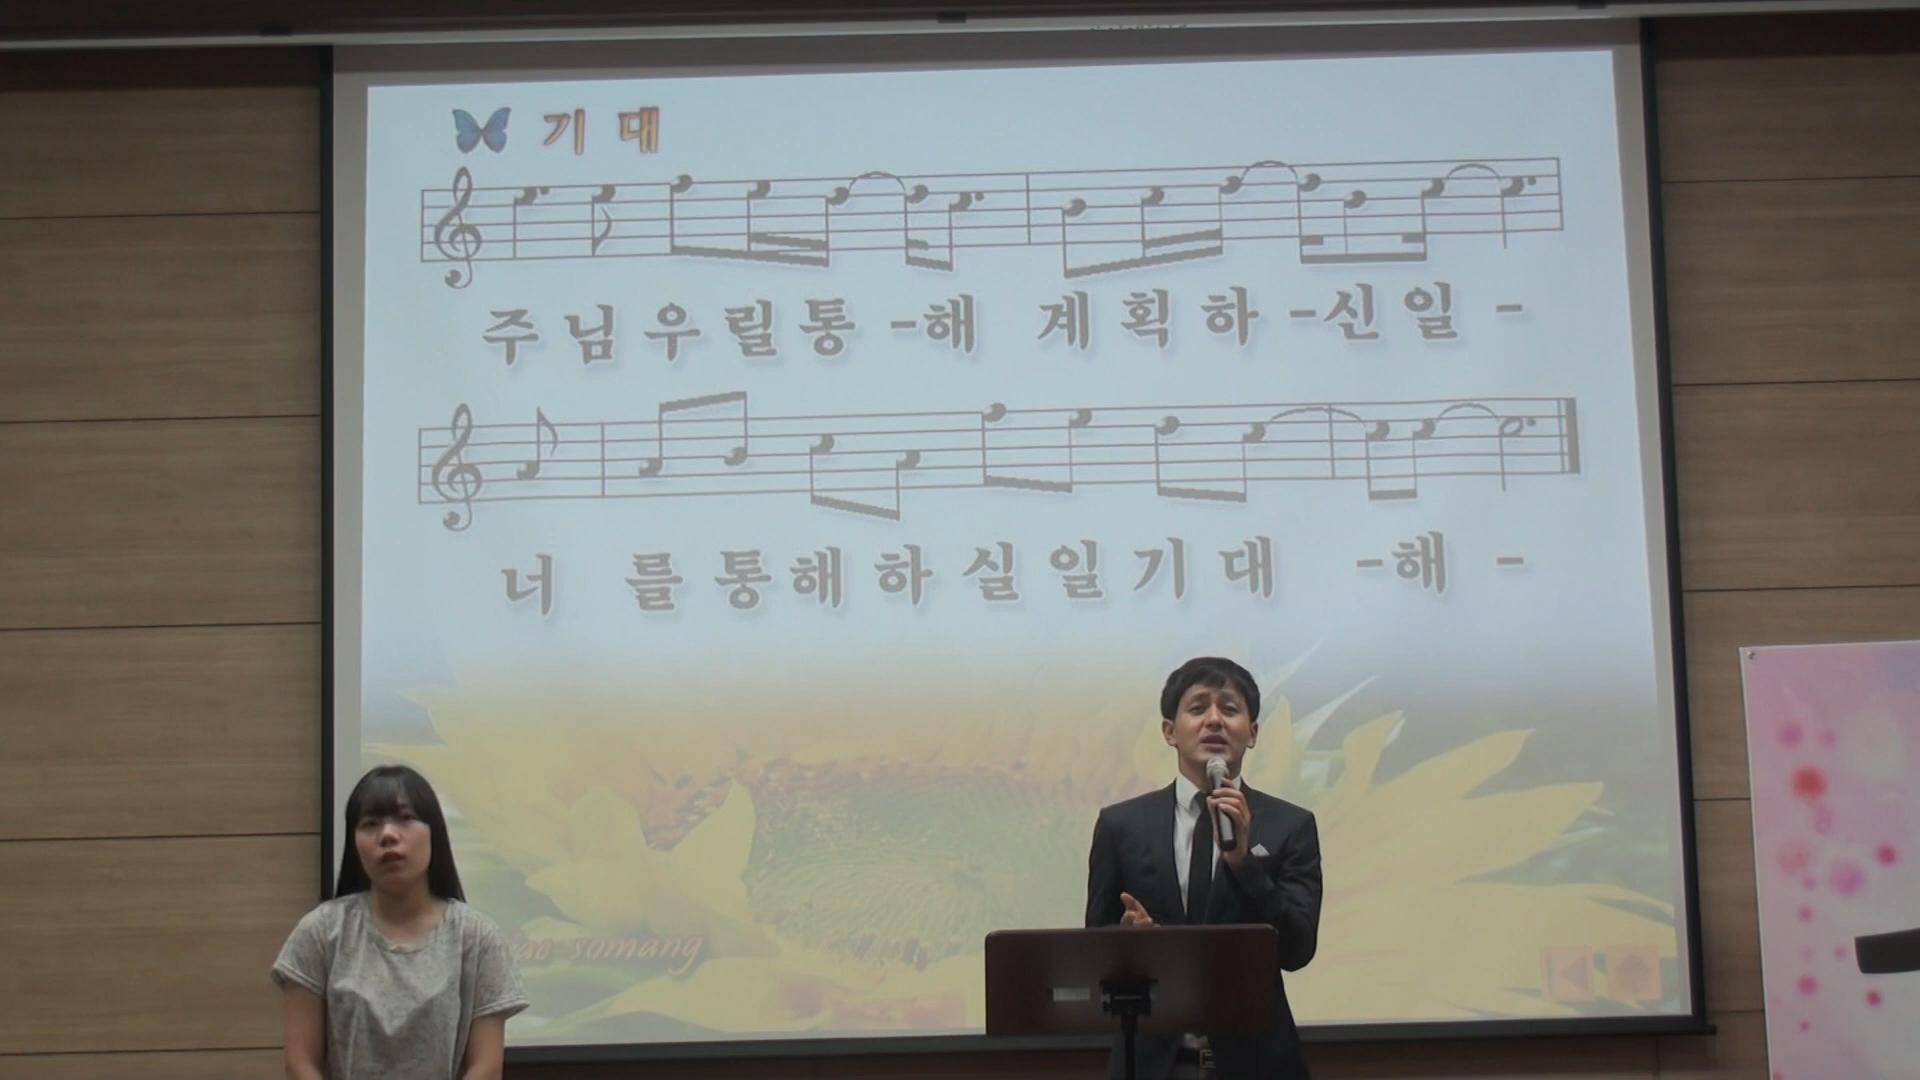 기 대
주 님 우 릴 통 - 해 계 획 하 - 신 일 -
너 를 통 해 하 실 일 기 대 - 해 -
somang